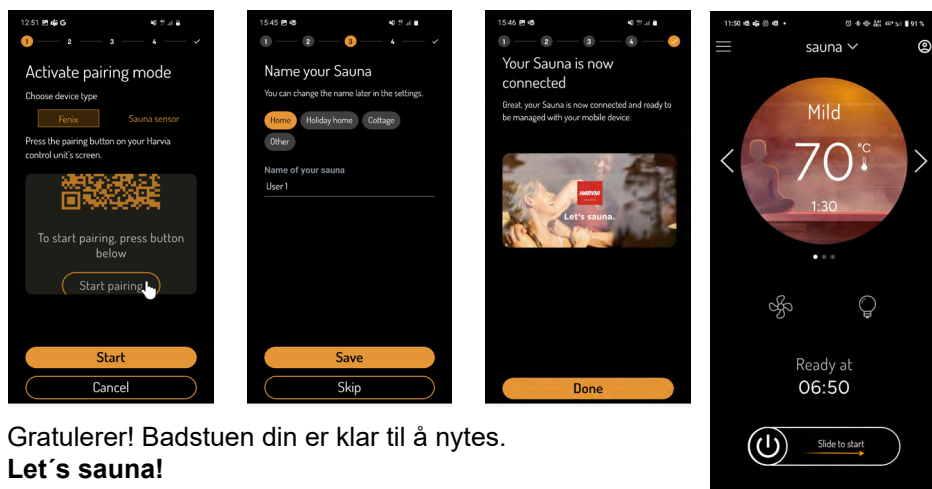 12:51 G
1 2 3 4
Activate pairing mode
Choose device type
Fenix Sauna sensor
Press the pairing button on your Harvia
control unit's screen.
To start pairing, press button
below
Start pairing
Start
Cancel
15:45
1 2 3 4
Name your Sauna
You can change the name later in the settings.
Home Holiday home Cottage
Other
Name of your sauna
User 1
Save
Skip
15:46
1 2 3 4
Your Sauna is now
connected
Great, your Sauna is now connected and ready to
be managed with your mobile device.
HARVIA
Let's sauna.
Done
11:50 91 %
sauna
Mild
70 °C
1:30
Ready at
06:50
Slide to start
Gratulerer! Badstuen din er klar til å nytes.
Let´s sauna!